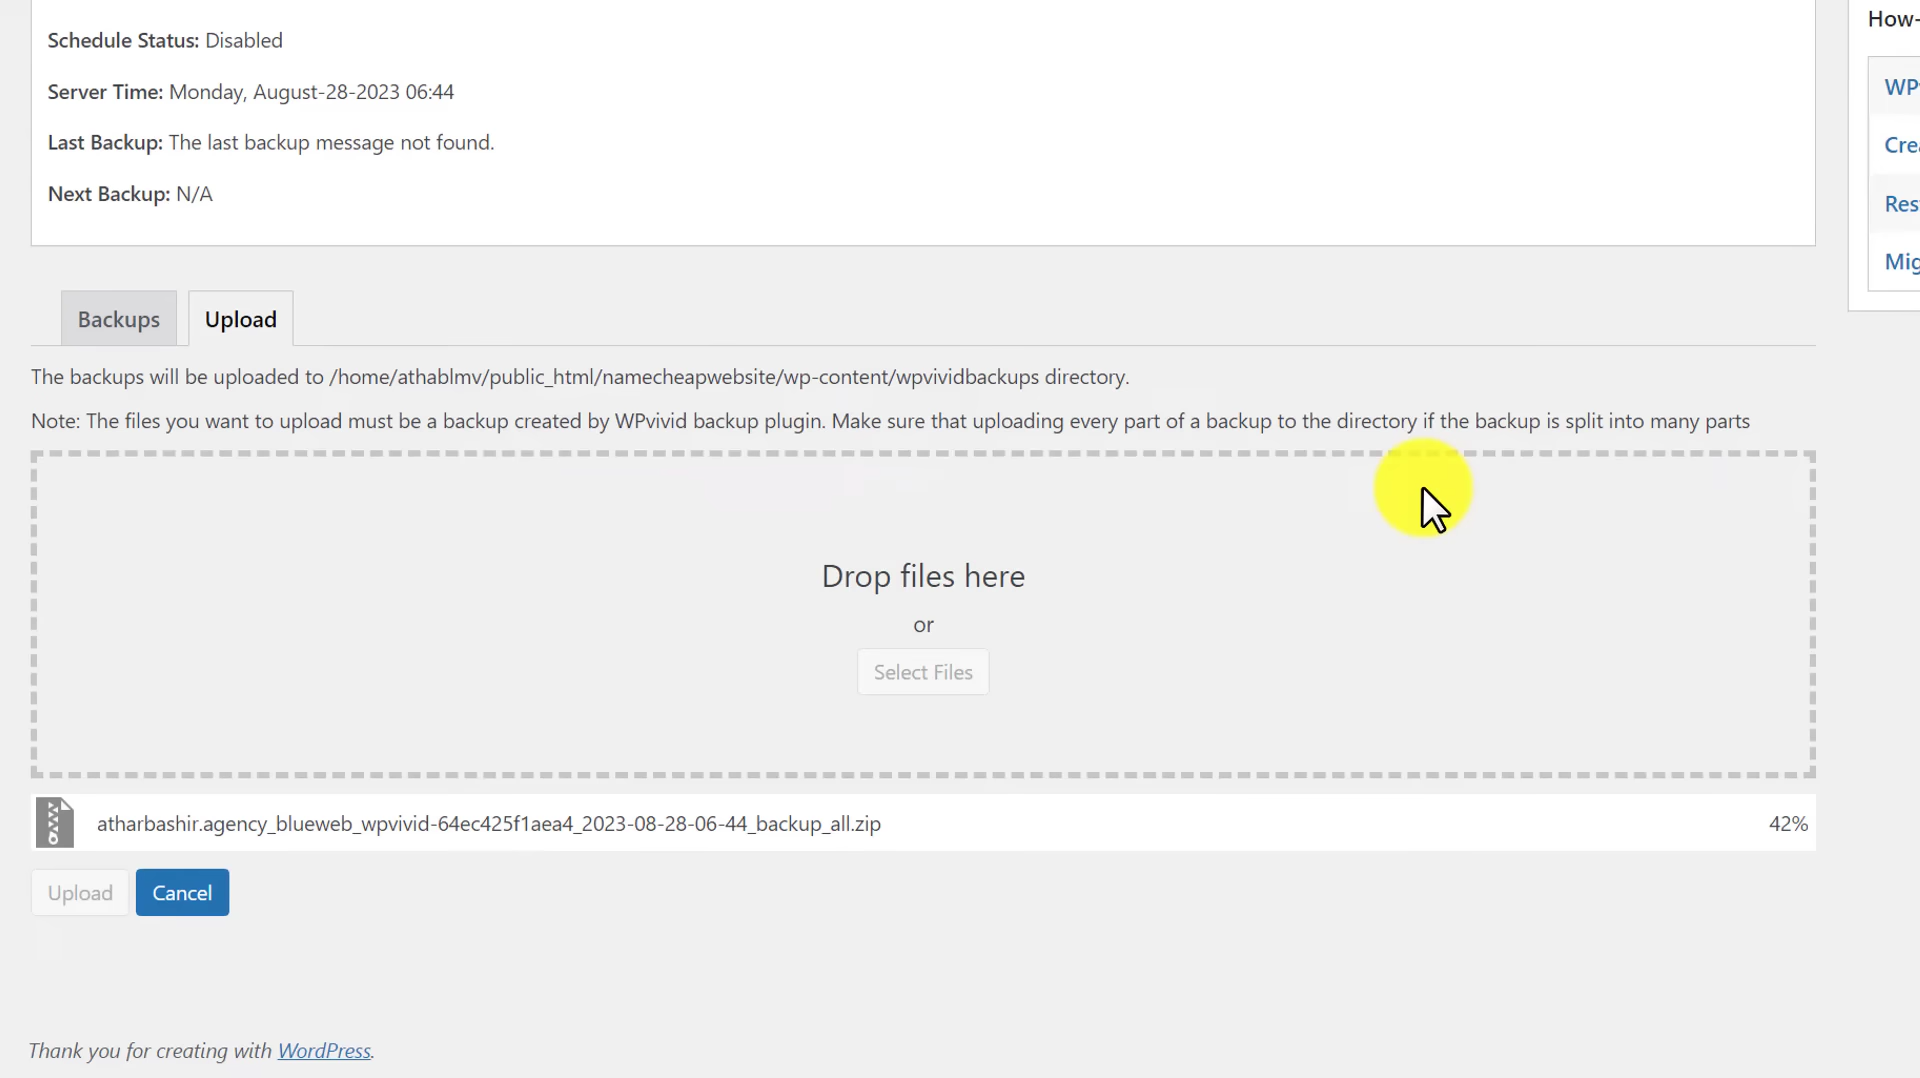 Schedule Status: Disabled
How-
Server Time: Monday, August-28-2023 06:44
WPv
Last Backup: The last backup message not found.
Crea
Next Backup: N/A
Res
Mig
Backups
Upload
The backups will be uploaded to /home/athablmv/public_html/namecheapwebsite/wp-content/wpvividbackups directory.
Note: The files you want to upload must be a backup created by WPvivid backup plugin. Make sure that uploading every part of a backup to the directory if the backup is split into many parts
Drop files here
or
Select Files
atharbashir.agency_blueweb_wpvivid-64ec425f1aea4_2023-08-28-06-44_backup_all.zip
42%
Upload
Cancel
Thank you for creating with WordPress.